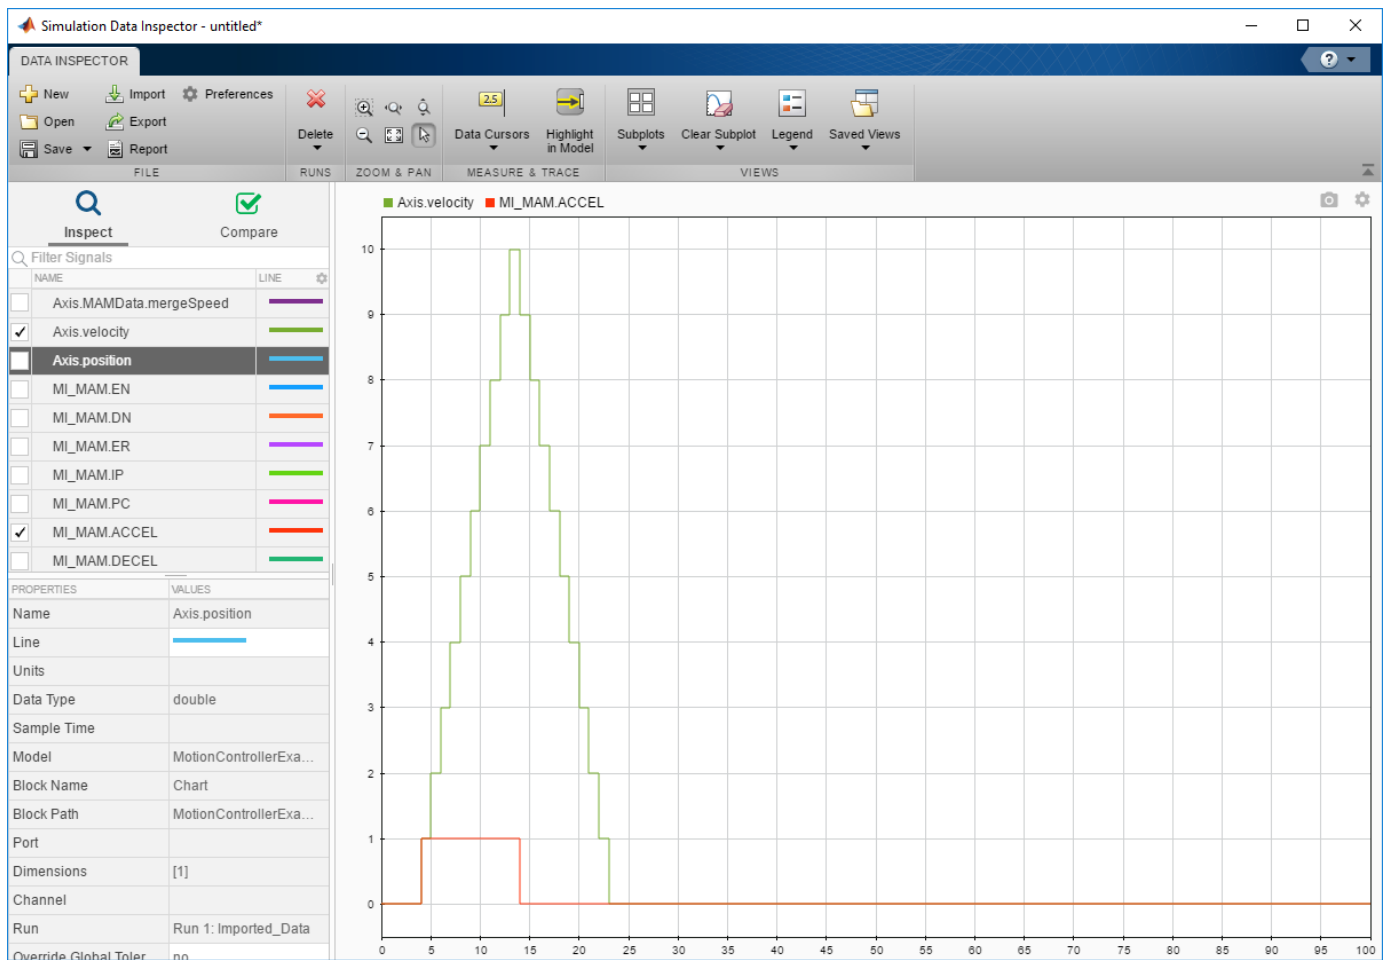 Simulation Data Inspector - untitled*
DATA INSPECTOR
?
New Import Preferences
Open Export
Save Report
Delete
2.5
Data Cursors
Highlight
in Model
Subplots
Clear Subplot
Legend
Saved Views
FILE RUNS ZOOM & PAN MEASURE & TRACE VIEWS
Inspect Compare
Filter Signals
NAME LINE
Axis.MAMData.mergeSpeed
Axis.velocity
Axis.position
MI_MAM.EN
MI_MAM.DN
MI_MAM.ER
MI_MAM.IP
MI_MAM.PC
MI_MAM.ACCEL
MI_MAM.DECEL
PROPERTIES VALUES
Name Axis.position
Line
Units
Data Type double
Sample Time
Model MotionControllerExa...
Block Name Chart
Block Path MotionControllerExa...
Port
Dimensions [1]
Channel
Run Run 1: Imported_Data
Override Global Toler no
Axis.velocity MI_MAM.ACCEL
10
9
8
7
6
5
4
3
2
1
0
0 5 10 15 20 25 30 35 40 45 50 55 60 65 70 75 80 85 90 95 100